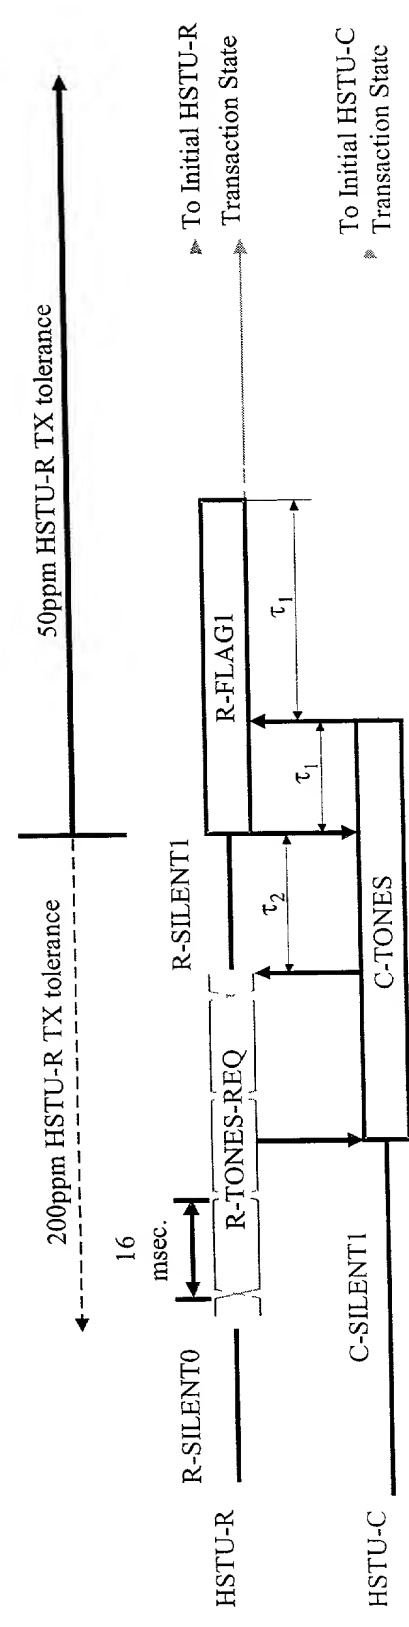 200ppm HSTU-R TX tolerance
50ppm HSTU-R TX tolerance
16
msec.
R-SILENT0
R-SILENT1
To Initial HSTU-R
Transaction State
HSTU-R
R-TONES-REQ
R-FLAG1
τ2
τ1
τ1
C-SILENT1
To Initial HSTU-C
Transaction State
HSTU-C
C-TONES